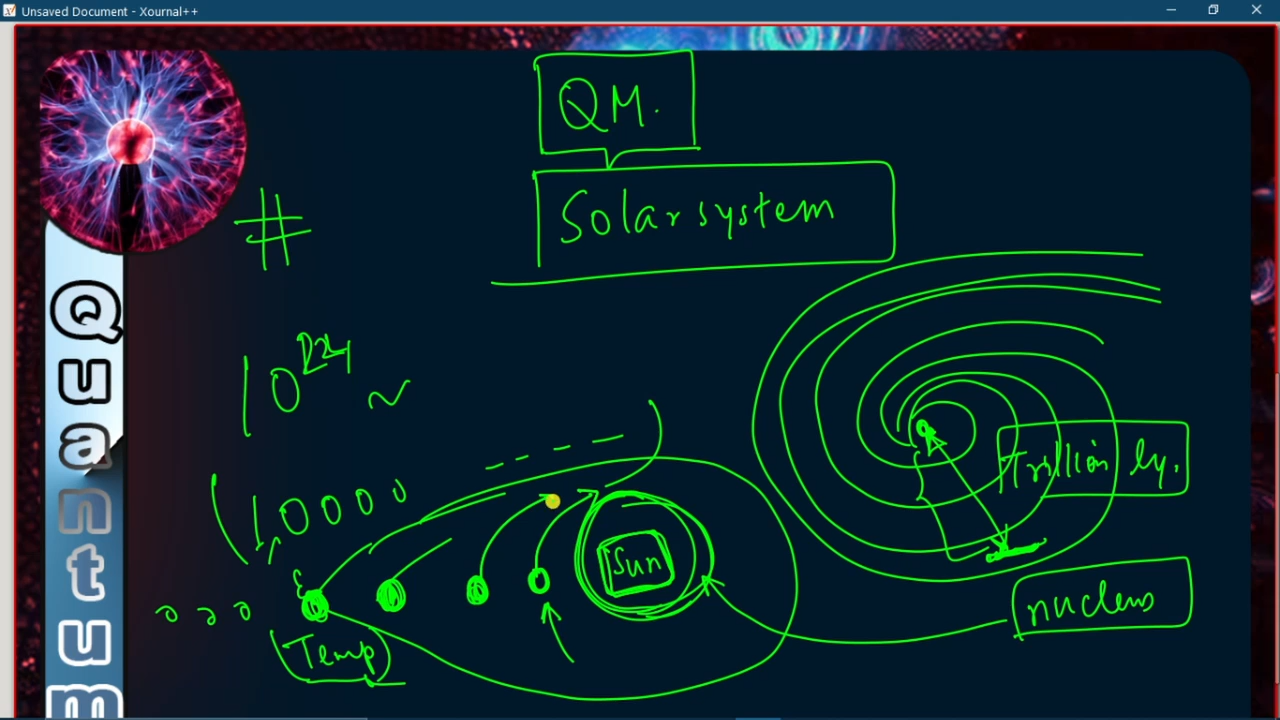 Unsaved Document - Xournal++
QM.
Solar system
#
Quantum
10
~
1,0000
Sun
Trillion ly.
nucleus
Temp